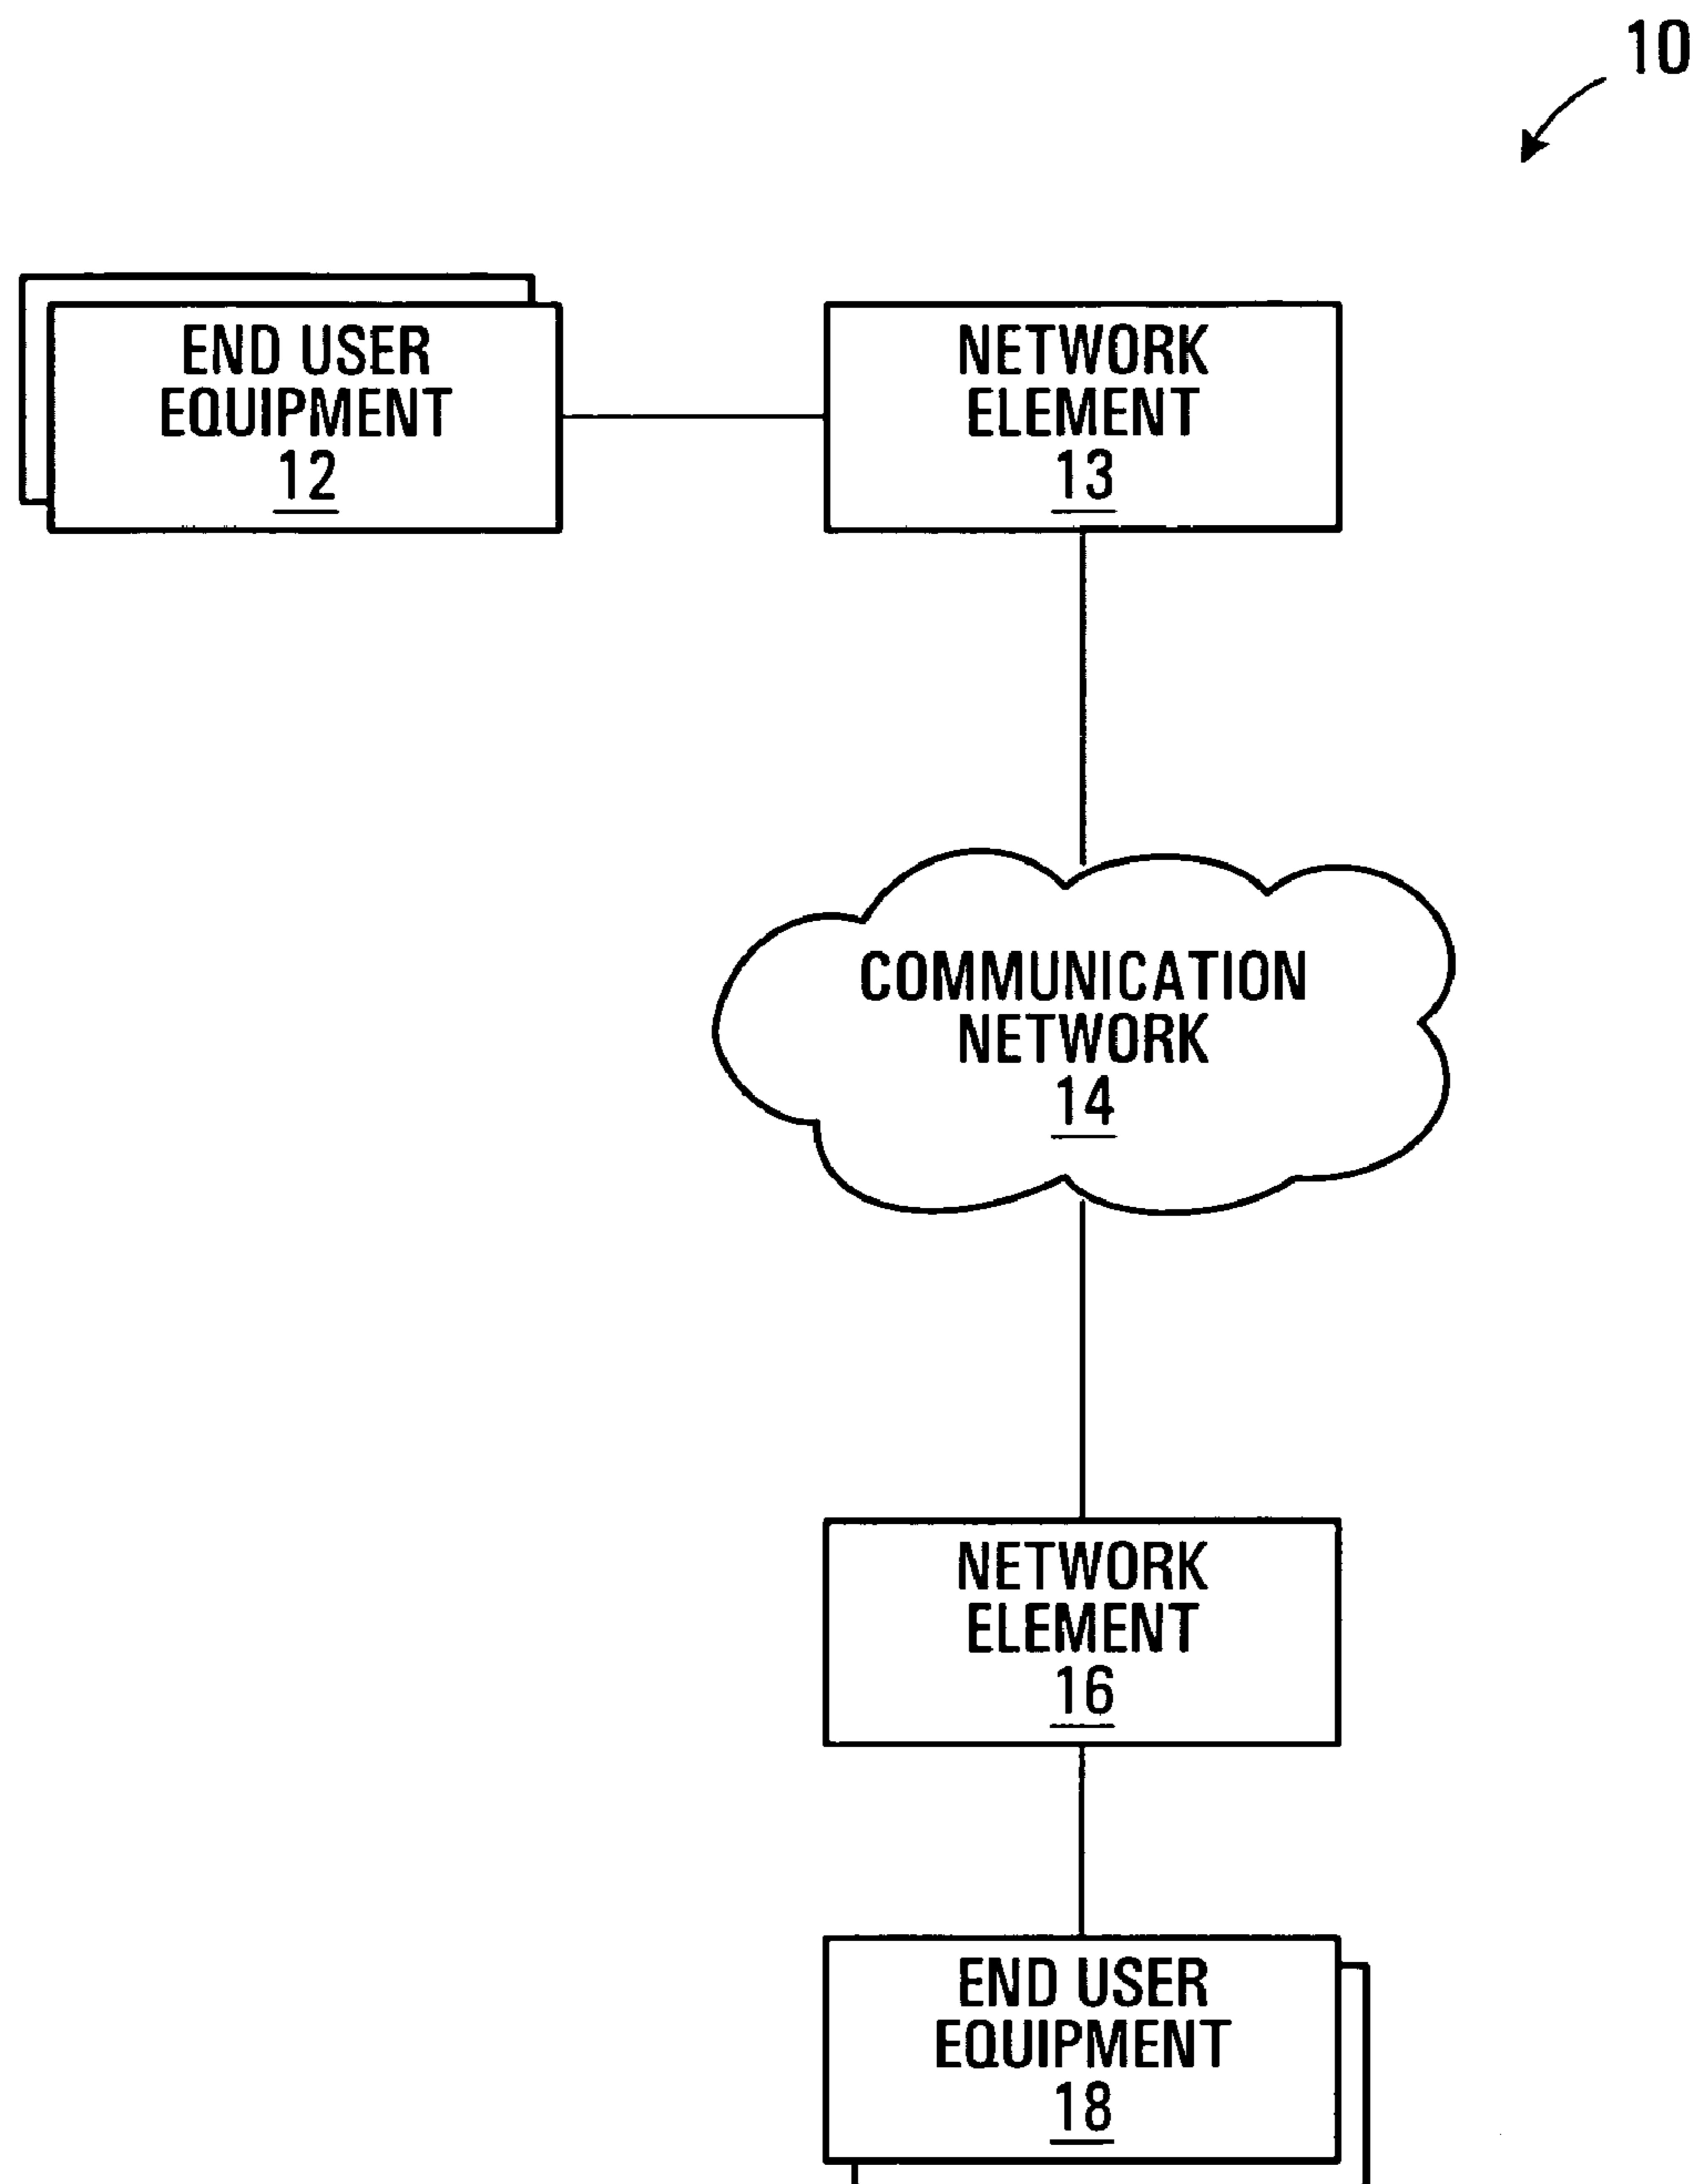 10
END USER
EQUIPMENT
12
NETWORK
ELEMENT
13
COMMUNICATION
NETWORK
14
NETWORK
ELEMENT
16
END USER
EQUIPMENT
18